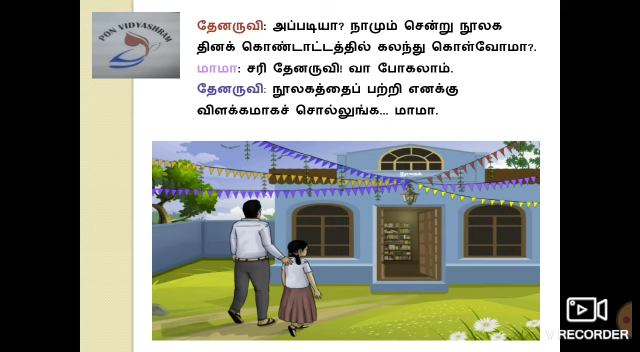 PON VIDYASHRAM
தேனருவி: அப்படியா? நாமும் சென்று நூலக
தினக் கொண்டாட்டத்தில் கலந்து கொள்வோமா?.
மாமா: சரி தேனருவி! வா போகலாம்.
தேனருவி: நூலகத்தைப் பற்றி எனக்கு
விளக்கமாகச் சொல்லுங்க... மாமா.
நூலகம்
V RECORDER